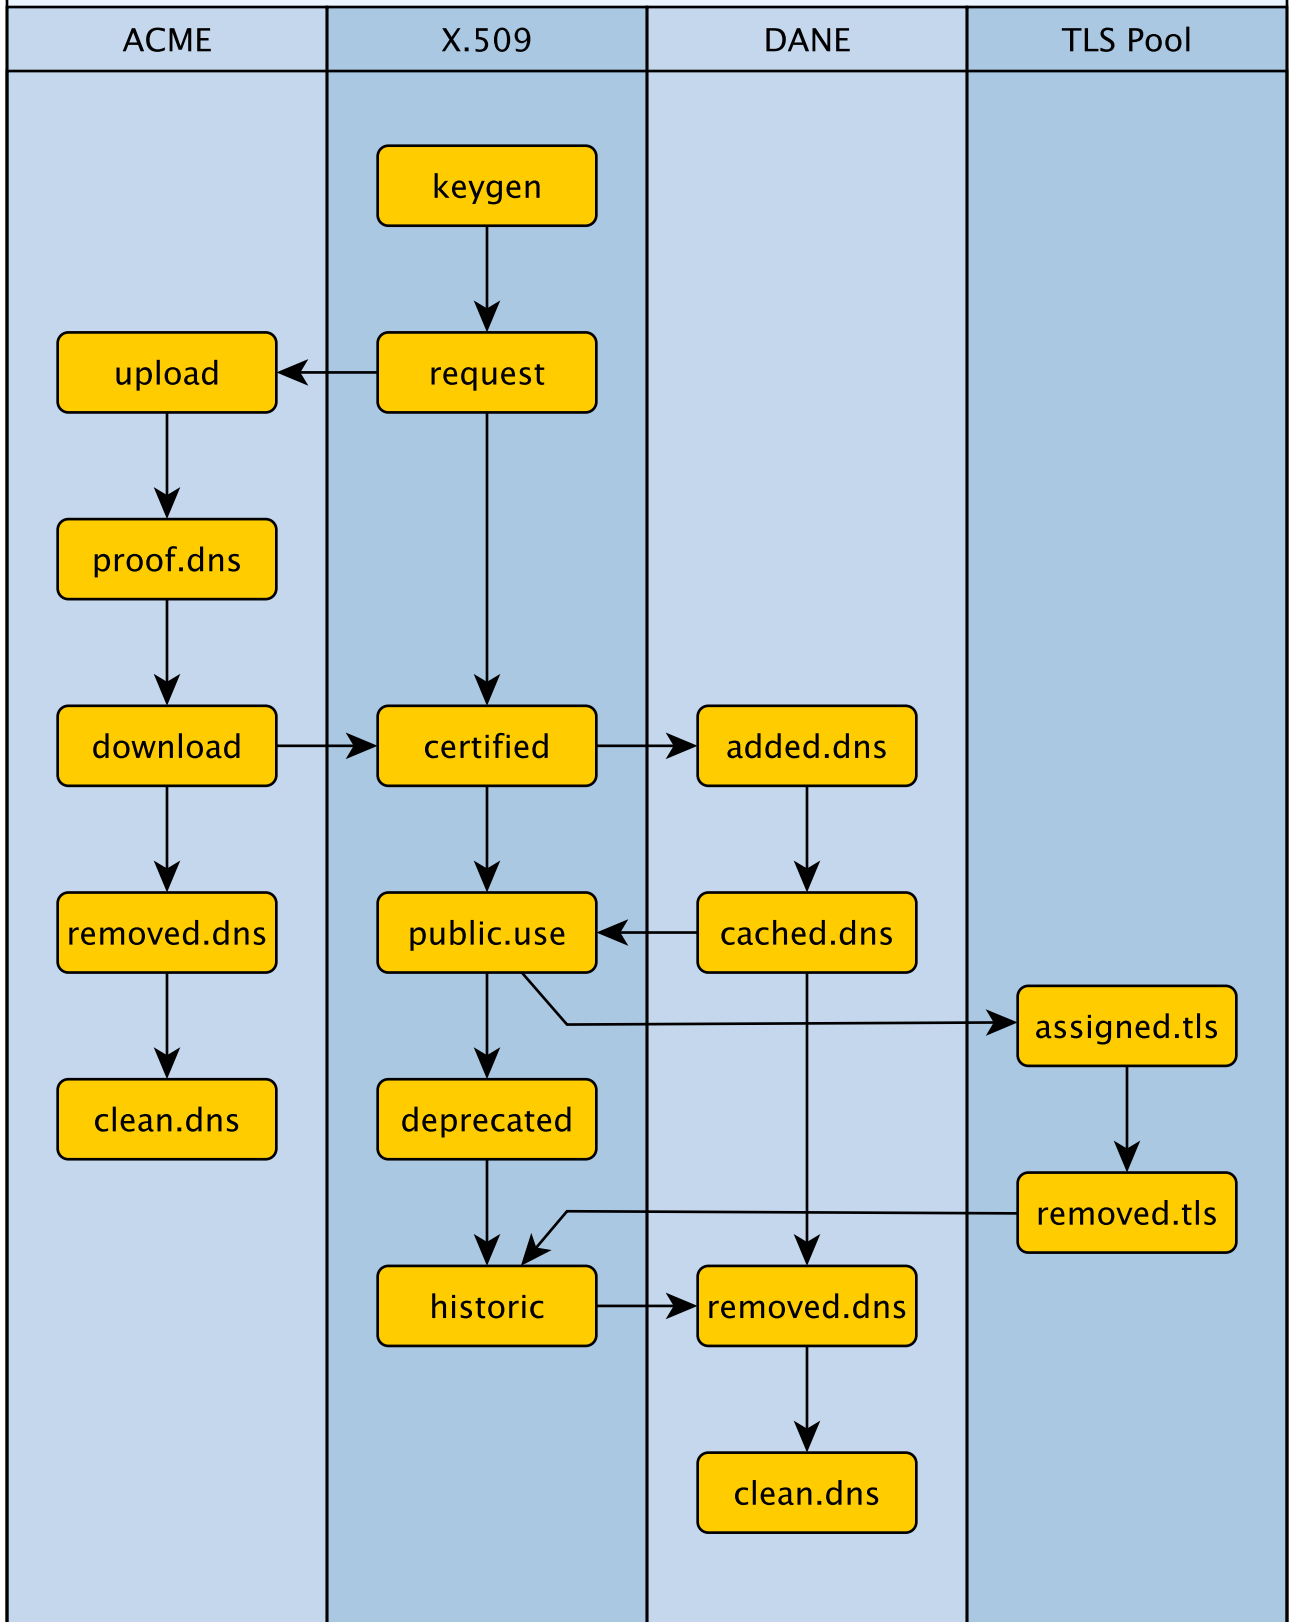 ACME
X.509
DANE
TLS Pool
keygen
upload
request
proof.dns
download
certified
added.dns
removed.dns
public.use
cached.dns
assigned.tls
clean.dns
deprecated
removed.tls
historic
removed.dns
clean.dns